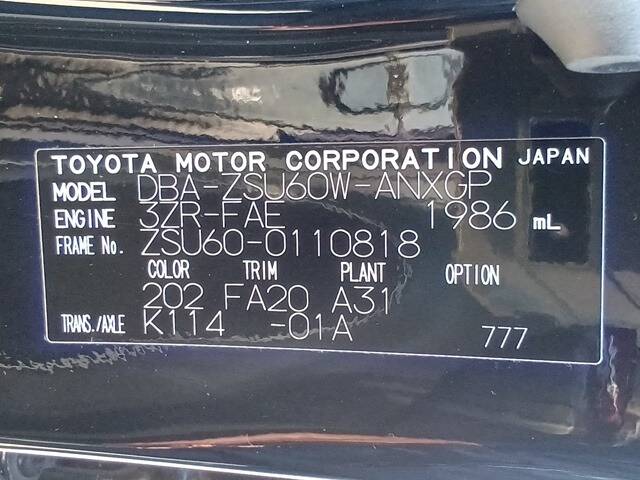 TOYOTA MOTOR CORPORATION JAPAN
MODEL DBA-ZSU60W-ANXGP
ENGINE 3ZR-FAE 1986 mL
FRAME No. ZSU60-0110818
COLOR TRIM PLANT OPTION
202 FA20 A31
TRANS./AXLE K114 -01A 777